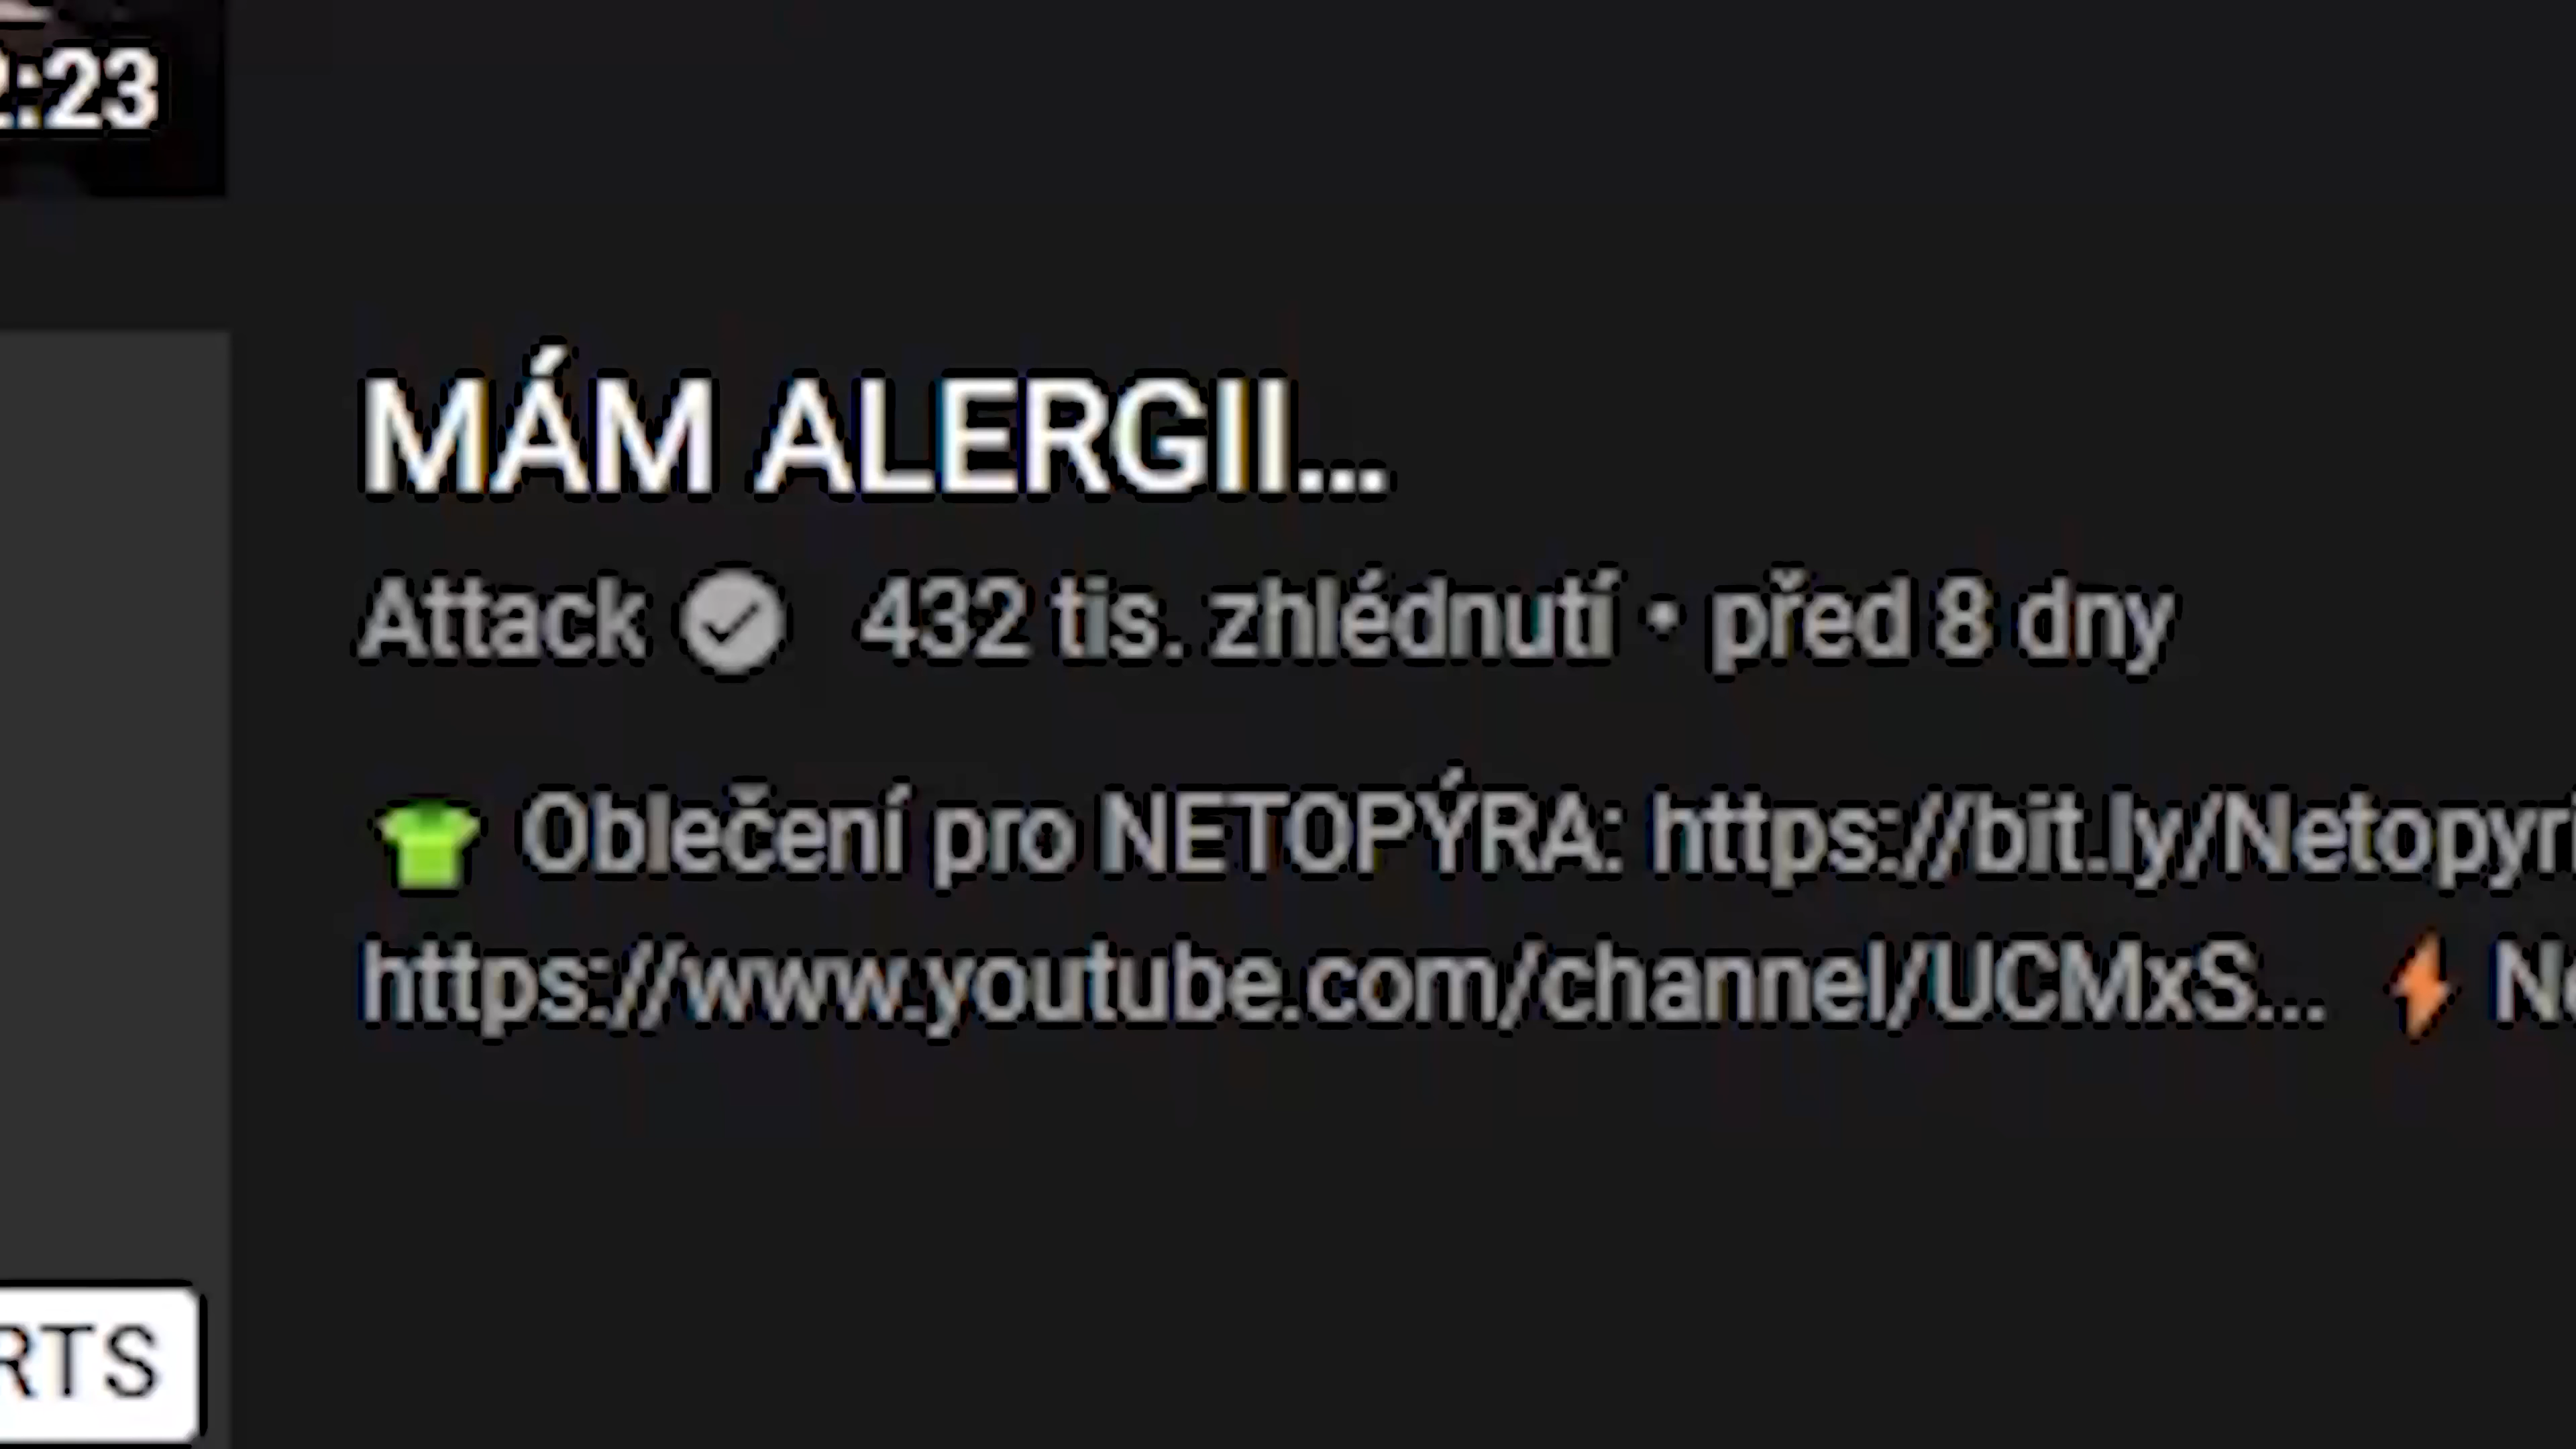 :23
MÁM ALERGII...
Attack 432 tis. zhlédnutí • před 8 dny
Oblečení pro NETOPÝRA: https://bit.ly/Netopyr
https://www.youtube.com/channel/UCMxS...
RTS